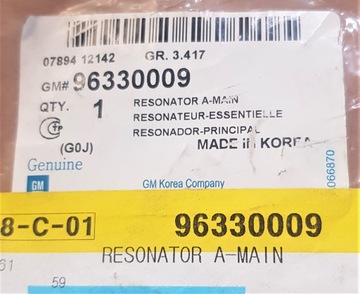 07894 12142 GR. 3.417
GM# 96330009
QTY. 1 RESONATOR A-MAIN
RESONATEUR-ESSENTIELLE
RESONADOR-PRINCIPAL
(G0J) MADE IN KOREA
Genuine
GM GM Korea Company
066870
8-C-01 96330009
RESONATOR A-MAIN
61
59